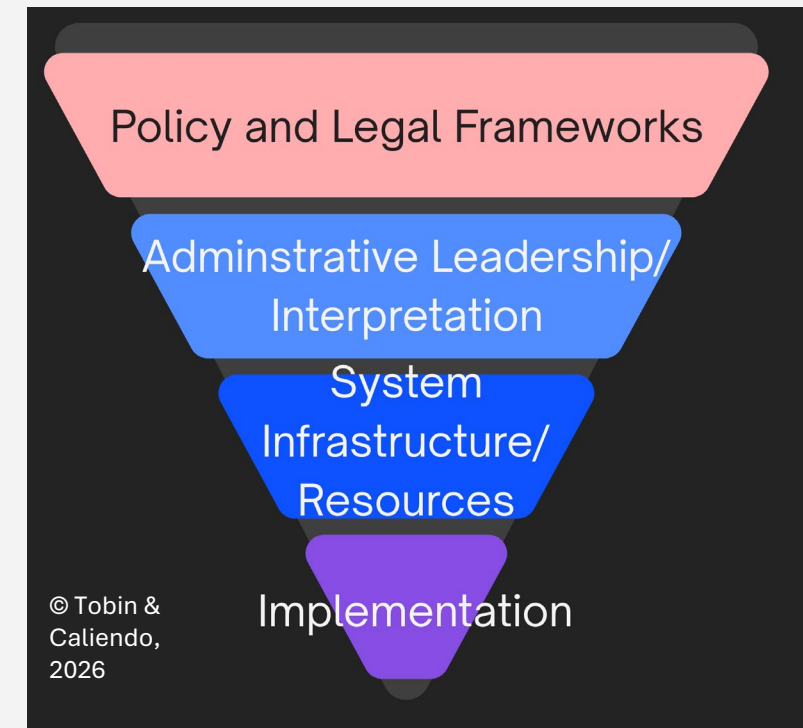 Policy and Legal Frameworks
Adminstrative Leadership/
Interpretation
System
Infrastructure/
Resources
Implementation
© Tobin &
Caliendo,
2026